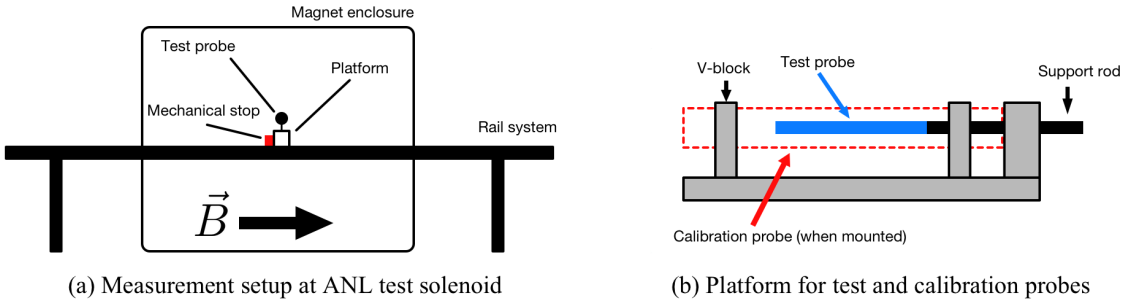 Magnet enclosure
Test probe
Platform
Mechanical stop
Rail system
B
(a) Measurement setup at ANL test solenoid
V-block
Test probe
Support rod
Calibration probe (when mounted)
(b) Platform for test and calibration probes